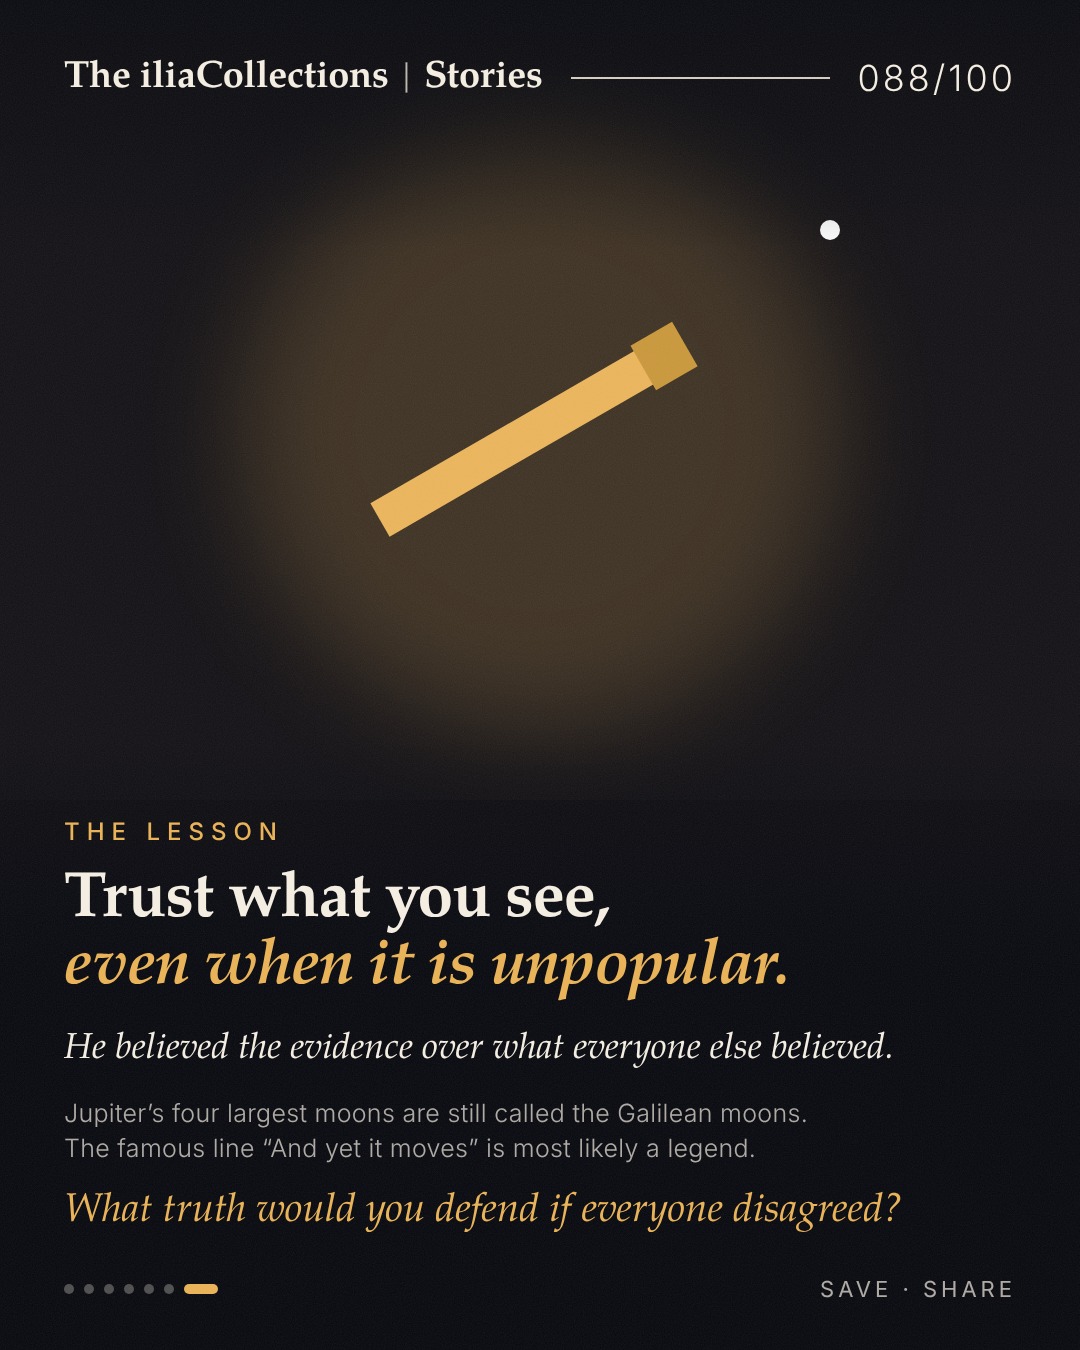 The iliaCollections | Stories 088/100
THE LESSON
Trust what you see,
even when it is unpopular.
He believed the evidence over what everyone else believed.
Jupiter’s four largest moons are still called the Galilean moons.
The famous line “And yet it moves” is most likely a legend.
What truth would you defend if everyone disagreed?
SAVE · SHARE